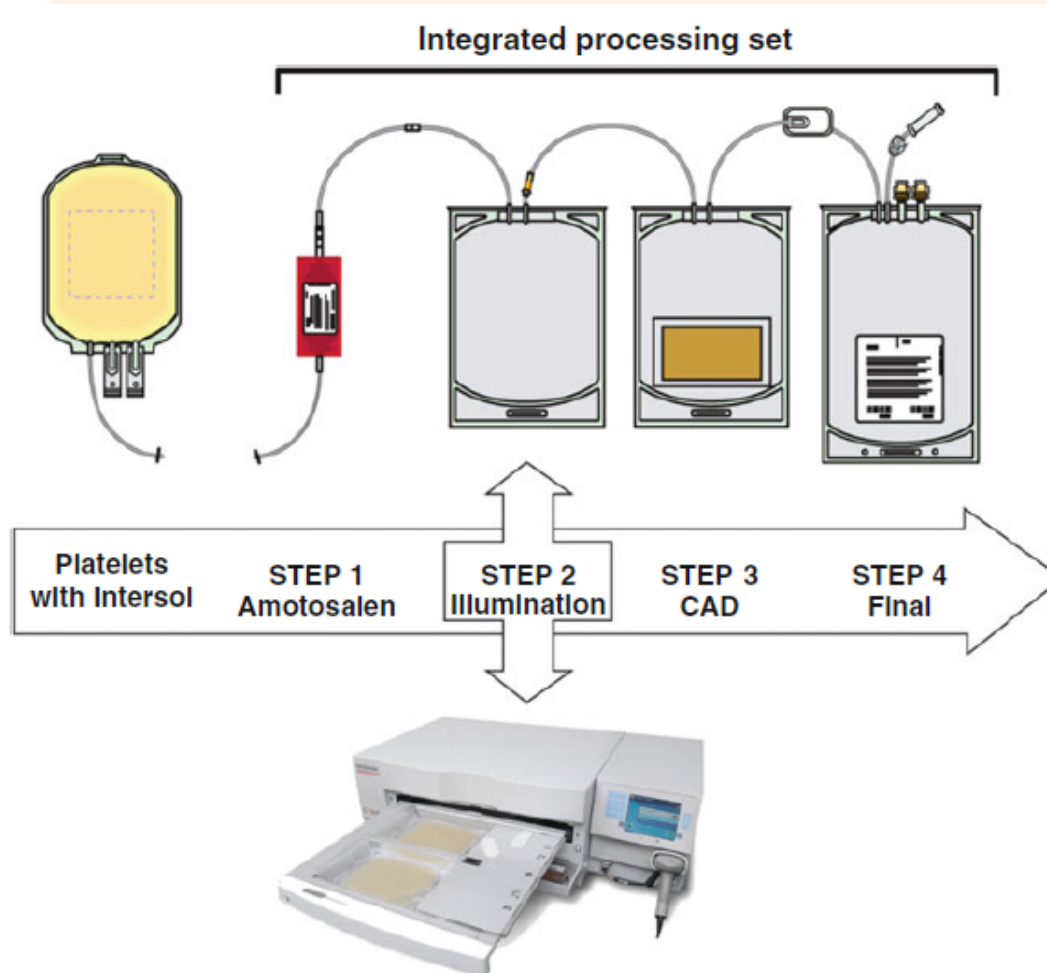 Integrated processing set
Platelets
with Intersol
STEP 1
Amotosalen
STEP 2
Illumination
STEP 3
CAD
STEP 4
Final